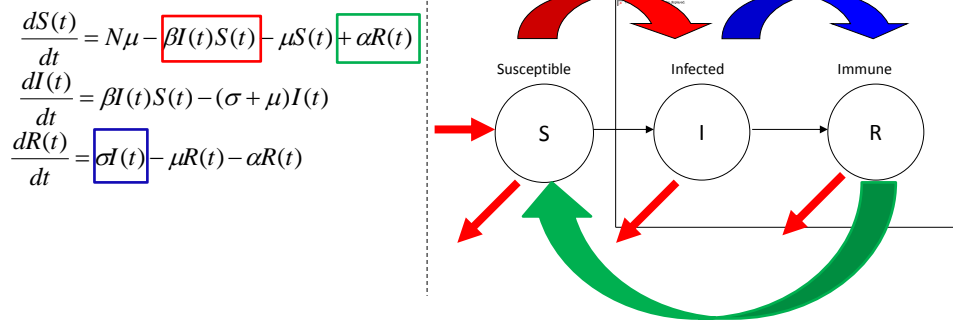 dS(t)/dt = Nμ − βI(t)S(t) − μS(t) + αR(t)
dI(t)/dt = βI(t)S(t) − (σ + μ)I(t)
dR(t)/dt = σI(t) − μR(t) − αR(t)
Susceptible Infected Immune
S I R